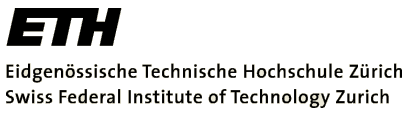 ETH
Eidgenössische Technische Hochschule Zürich
Swiss Federal Institute of Technology Zurich